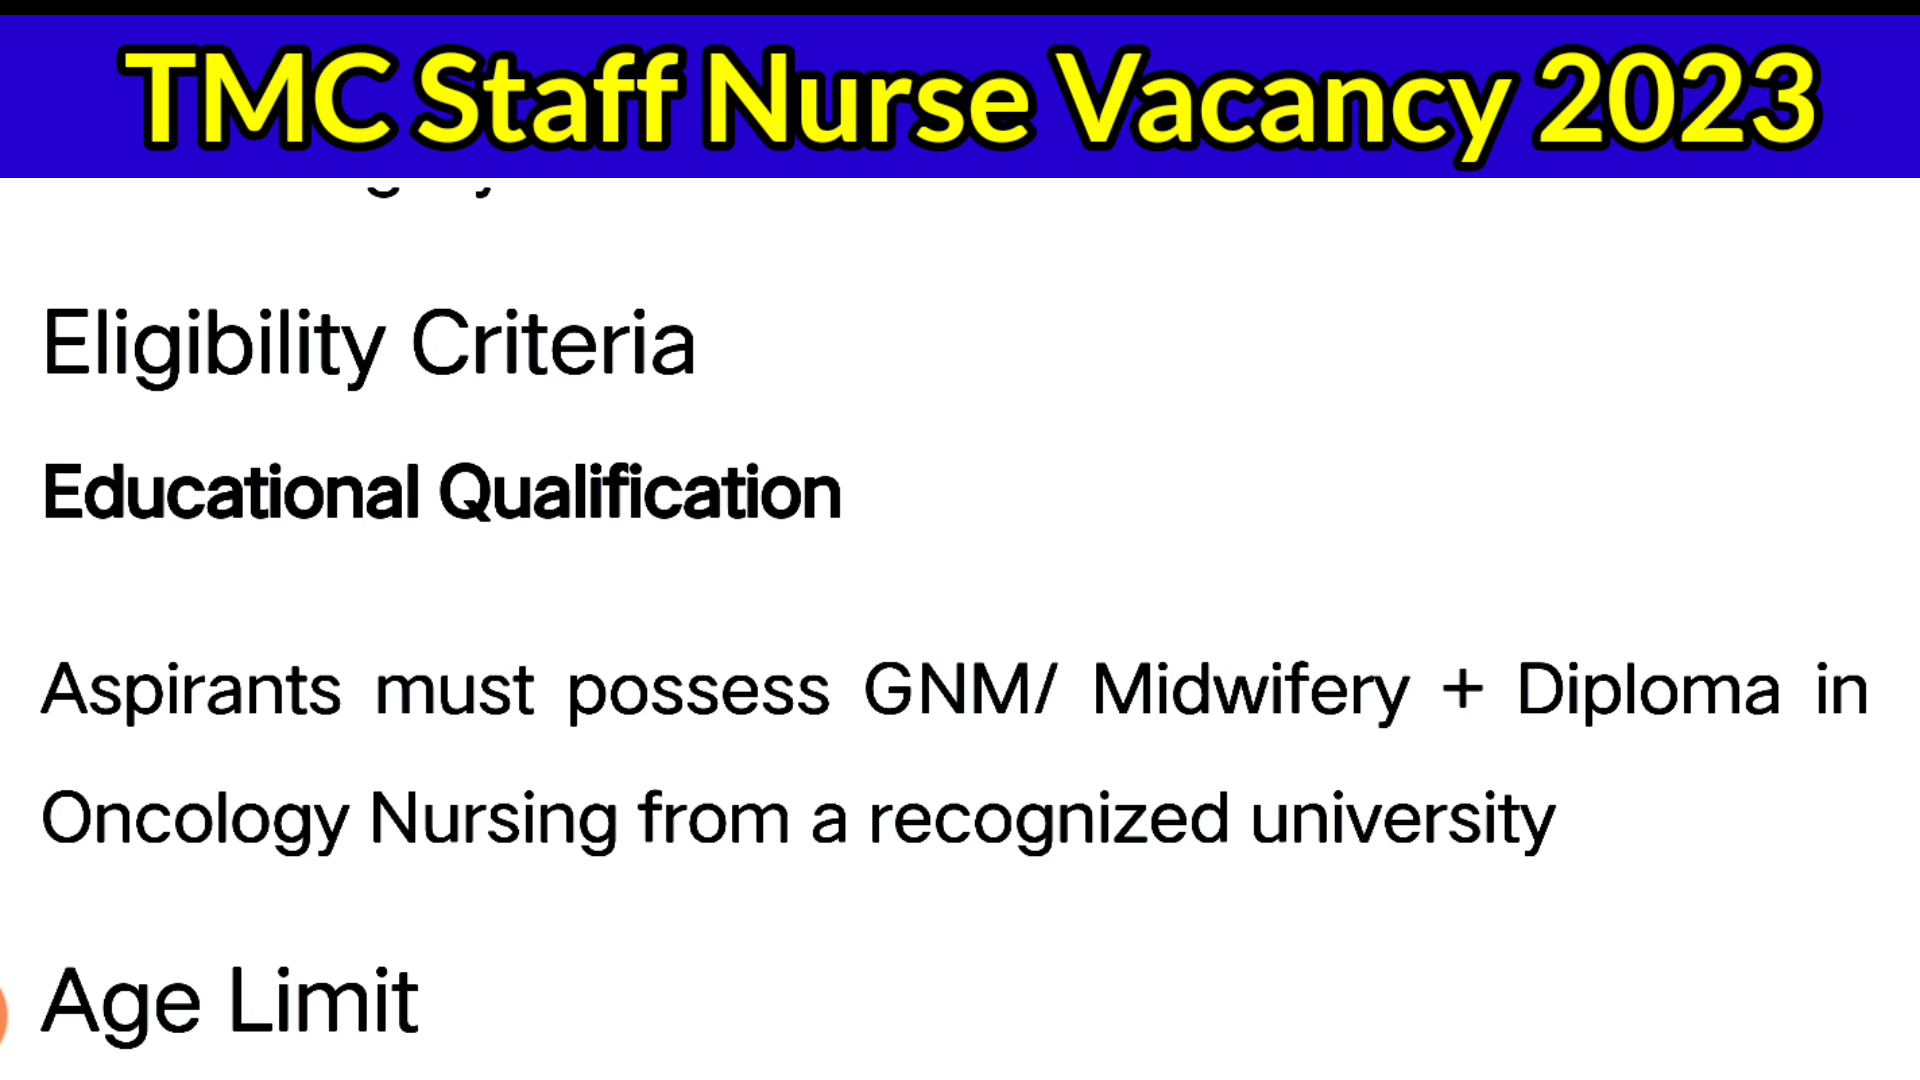 TMC Staff Nurse Vacancy 2023
Eligibility Criteria
Educational Qualification
Aspirants must possess GNM/ Midwifery + Diploma in
Oncology Nursing from a recognized university
Age Limit